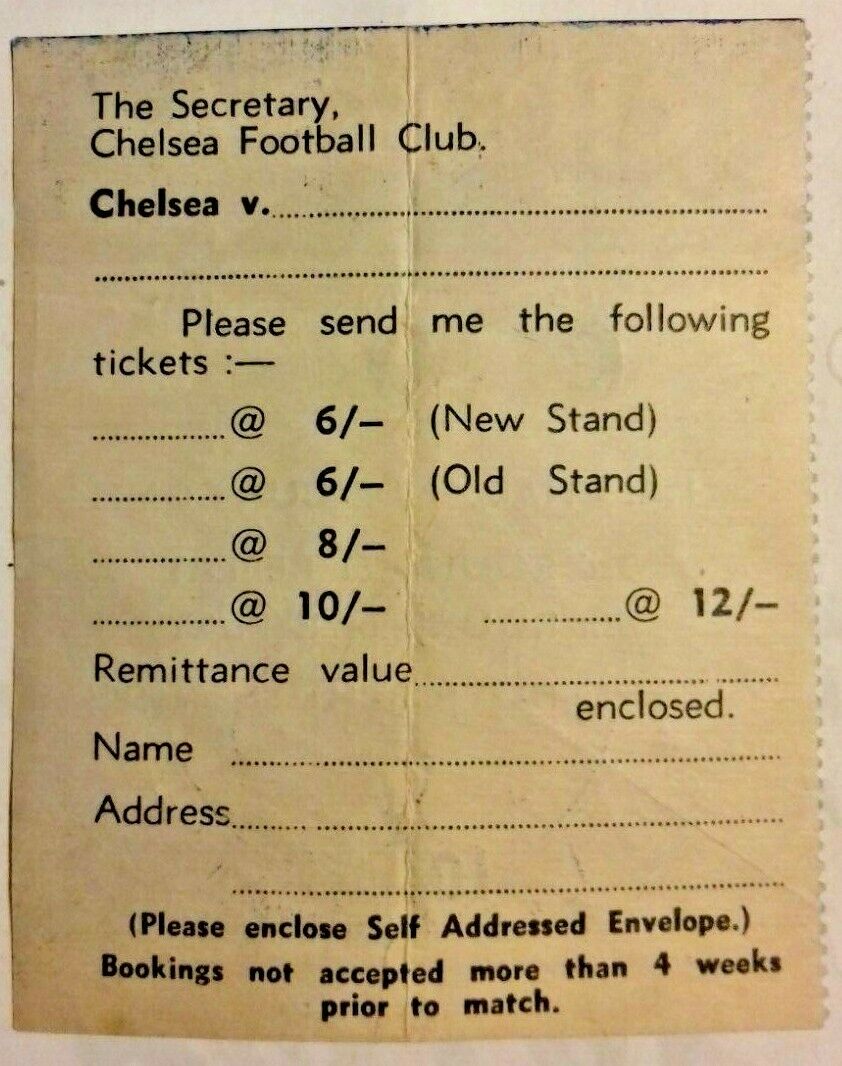 The Secretary,
Chelsea Football Club.
Chelsea v.
Please send me the following
tickets :—
@ 6/– (New Stand)
@ 6/– (Old Stand)
@ 8/–
@ 10/– @ 12/–
Remittance value
enclosed.
Name
Address
(Please enclose Self Addressed Envelope.)
Bookings not accepted more than 4 weeks
prior to match.